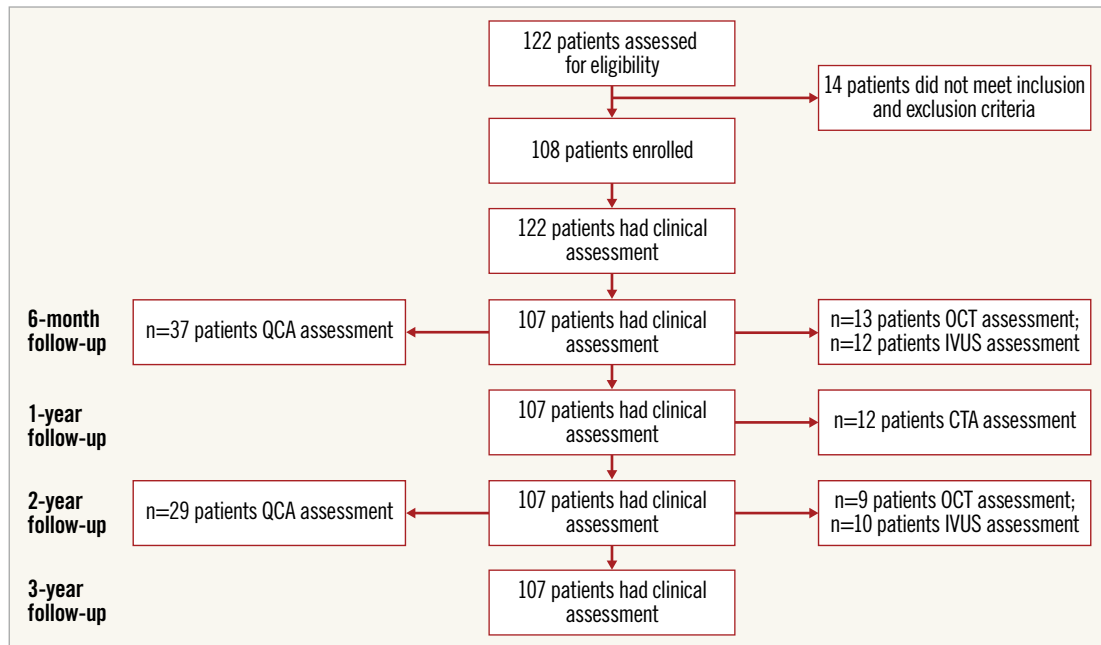 122 patients assessed
for eligibility
14 patients did not meet inclusion
and exclusion criteria
108 patients enrolled
122 patients had clinical
assessment
6-month
follow-up
n=37 patients QCA assessment
107 patients had clinical
assessment
n=13 patients OCT assessment;
n=12 patients IVUS assessment
1-year
follow-up
107 patients had clinical
assessment
n=12 patients CTA assessment
2-year
follow-up
n=29 patients QCA assessment
107 patients had clinical
assessment
n=9 patients OCT assessment;
n=10 patients IVUS assessment
3-year
follow-up
107 patients had clinical
assessment